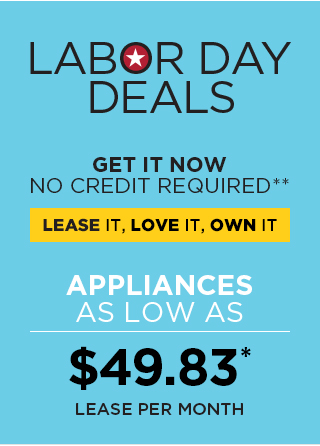 LABOR DAY
DEALS
GET IT NOW
NO CREDIT REQUIRED**
LEASE IT, LOVE IT, OWN IT
APPLIANCES
AS LOW AS
$49.83*
LEASE PER MONTH